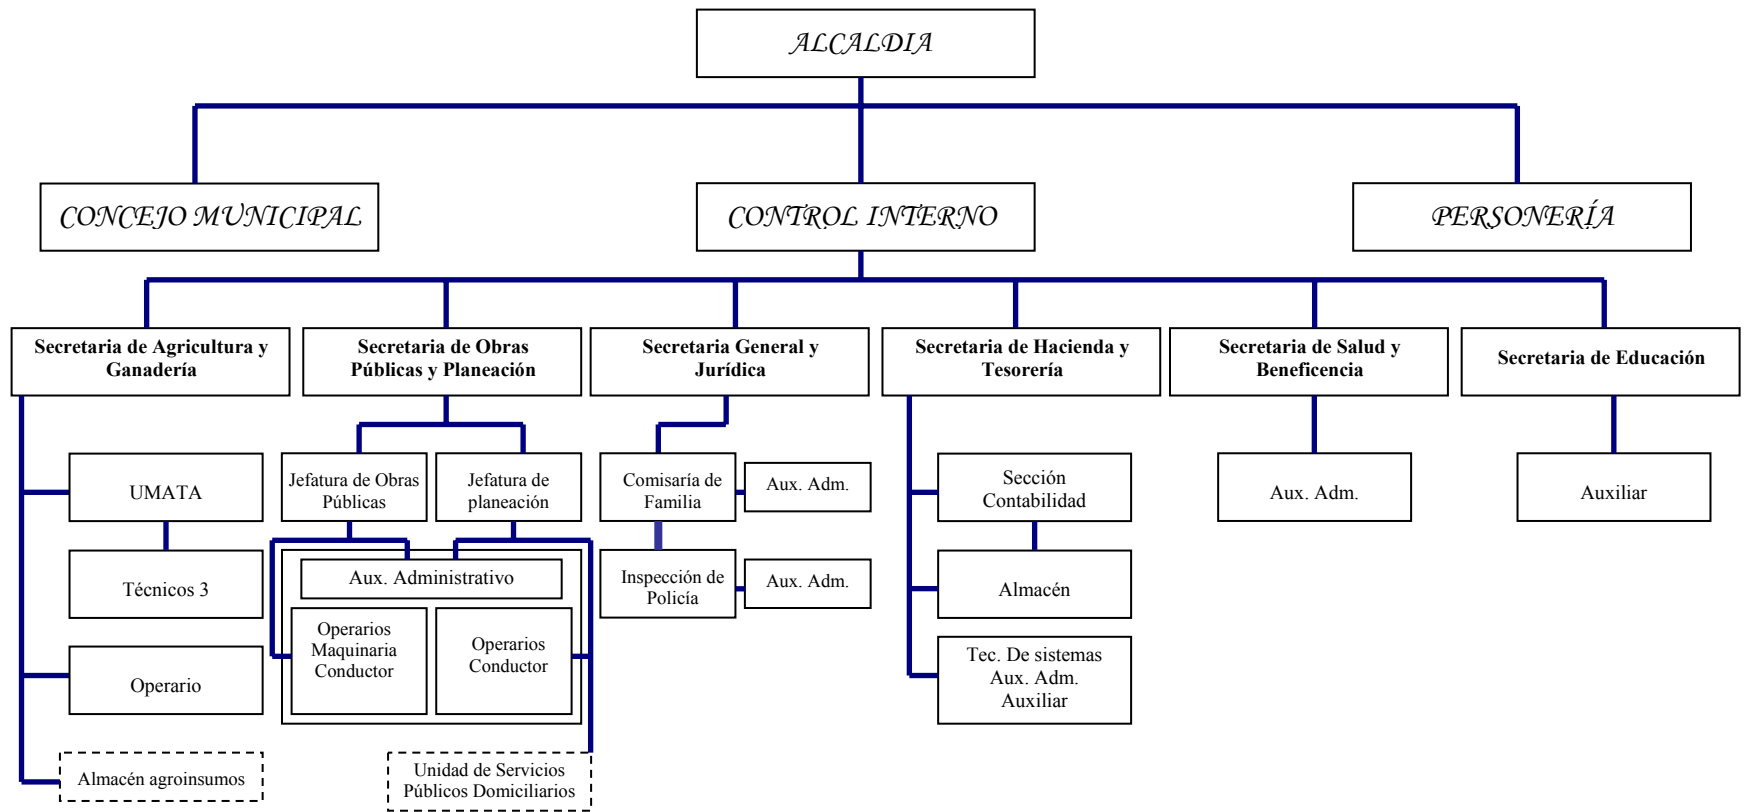 ALCALDIA
CONCEJO MUNICIPAL
CONTROL INTERNO
PERSONERÍA
Secretaria de Agricultura y
Ganadería
Secretaria de Obras
Públicas y Planeación
Secretaria General y
Jurídica
Secretaria de Hacienda y
Tesorería
Secretaria de Salud y
Beneficencia
Secretaria de Educación
UMATA
Jefatura de Obras
Públicas
Jefatura de
planeación
Comisaría de
Familia
Aux. Adm.
Sección
Contabilidad
Aux. Adm.
Auxiliar
Técnicos 3
Aux. Administrativo
Inspección de
Policía
Aux. Adm.
Almacén
Operario
Operarios
Maquinaria
Conductor
Operarios
Conductor
Tec. De sistemas
Aux. Adm.
Auxiliar
Almacén agroinsumos
Unidad de Servicios
Públicos Domiciliarios